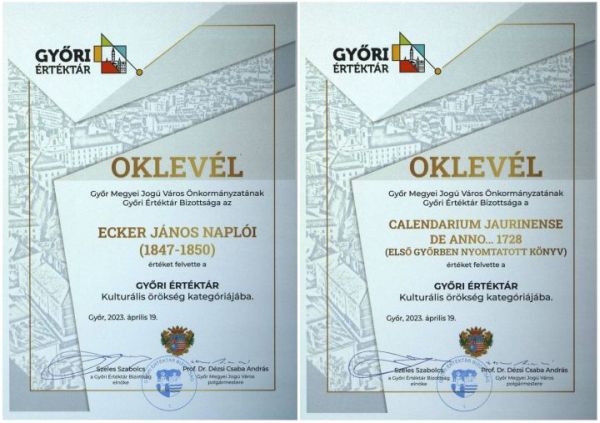 GYŐRI
ÉRTÉKTÁR
OKLEVÉL
Győr Megyei Jogú Város Önkormányzatának
Győri Értéktár Bizottsága az
ECKER JÁNOS NAPLÓI
(1847-1850)
értéket felvette a
GYŐRI ÉRTÉKTÁR
Kulturális örökség kategóriájába.
Győr, 2023. április 19.
Széles Szabolcs
a Győri Értéktár Bizottság
elnöke
Prof. Dr. Dézsi Csaba András
Győr Megyei Jogú Város
polgármestere
GYŐRI
ÉRTÉKTÁR
OKLEVÉL
Győr Megyei Jogú Város Önkormányzatának
Győri Értéktár Bizottsága a
CALENDARIUM JAURINENSE
DE ANNO... 1728
(ELSŐ GYŐRBEN NYOMTATOTT KÖNYV)
értéket felvette a
GYŐRI ÉRTÉKTÁR
Kulturális örökség kategóriájába.
Győr, 2023. április 19.
Széles Szabolcs
a Győri Értéktár Bizottság
elnöke
Prof. Dr. Dézsi Csaba András
Győr Megyei Jogú Város
polgármestere